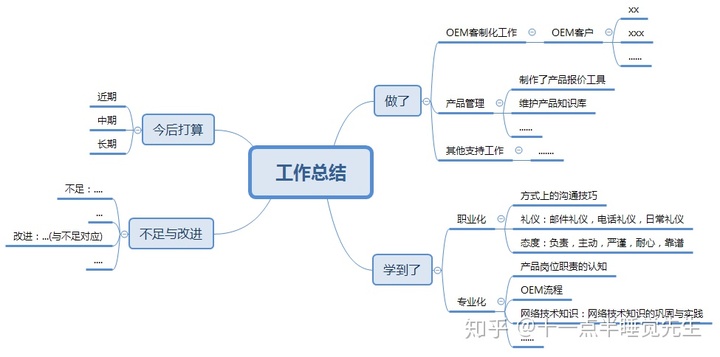 工作总结
做了
OEM客制化工作
OEM客户
xx
xxx
......
产品管理
制作了产品报价工具
维护产品知识库
......
其他支持工作
.......
学到了
职业化
方式上的沟通技巧
礼仪：邮件礼仪，电话礼仪，日常礼仪
态度：负责，主动，严谨，耐心，靠谱
专业化
产品岗位职责的认知
OEM流程
网络技术知识：网络技术知识的巩固与实践
......
不足与改进
不足：....
...
改进：...(与不足对应)
....
今后打算
近期
中期
长期
知乎 @十一点半睡觉先生